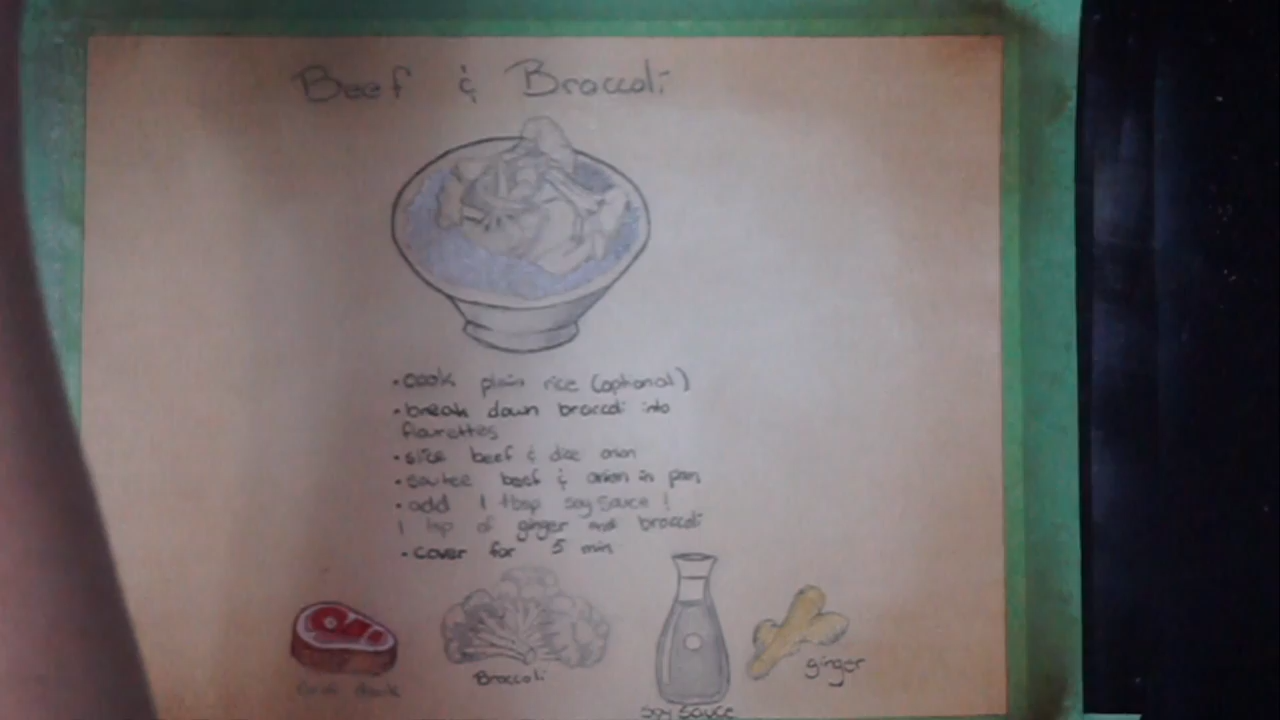 Beef & Broccoli
• cook plain rice (optional)
• break down broccoli into
flourettes
• slice beef & dice onion
• sautee beef & onion in pan
• add 1 tbsp soy sauce &
1 tsp of ginger and broccoli
• cover for 5 min
Broccoli
ginger
soy sauce